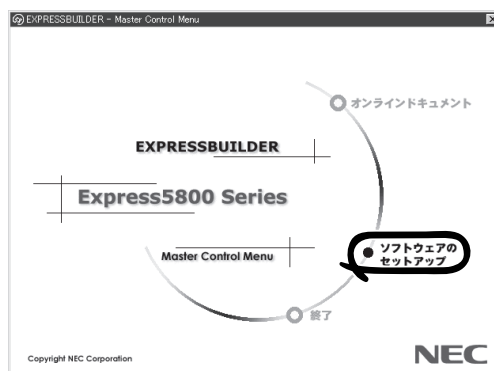 EXPRESSBUILDER - Master Control Menu
オンラインドキュメント
EXPRESSBUILDER
Express5800 Series
Master Control Menu
ソフトウェアの
セットアップ
終了
Copyright NEC Corporation
NEC